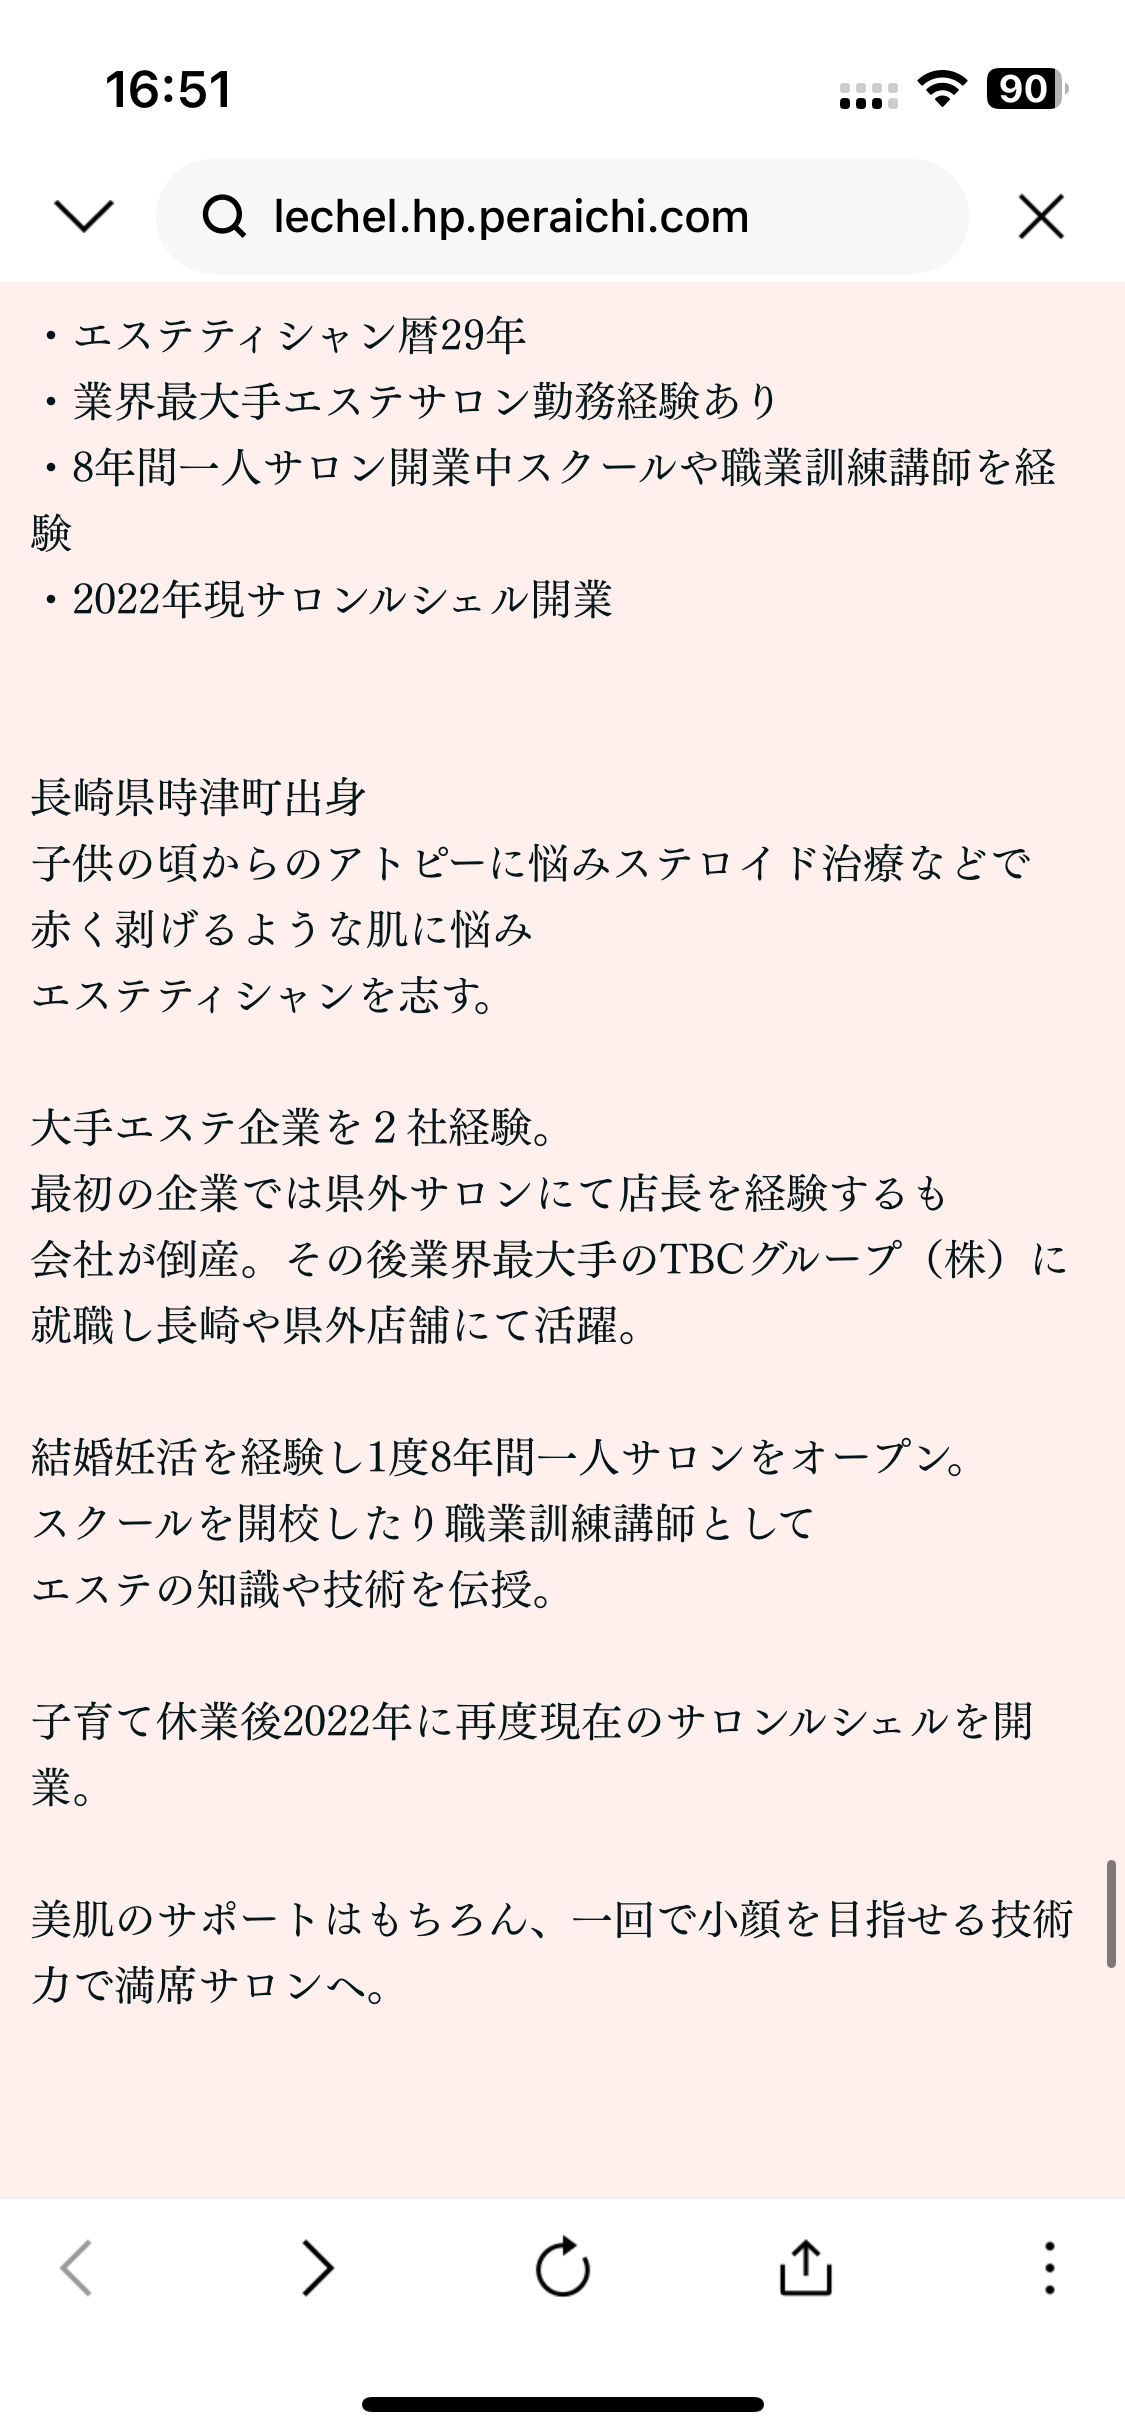 16:51
90
lechel.hp.peraichi.com
・エステティシャン暦29年
・業界最大手エステサロン勤務経験あり
・8年間一人サロン開業中スクールや職業訓練講師を経
験
・2022年現サロンルシェル開業
長崎県時津町出身
子供の頃からのアトピーに悩みステロイド治療などで
赤く剥げるような肌に悩み
エステティシャンを志す。
大手エステ企業を２社経験。
最初の企業では県外サロンにて店長を経験するも
会社が倒産。その後業界最大手のTBCグループ（株）に
就職し長崎や県外店舗にて活躍。
結婚妊活を経験し1度8年間一人サロンをオープン。
スクールを開校したり職業訓練講師として
エステの知識や技術を伝授。
子育て休業後2022年に再度現在のサロンルシェルを開
業。
美肌のサポートはもちろん、一回で小顔を目指せる技術
力で満席サロンへ。